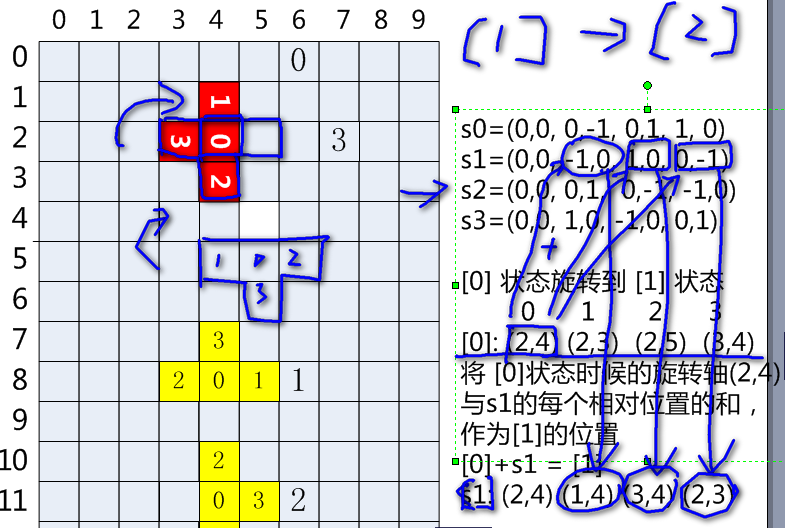 0 1 2 3 4 5 6 7 8 9
[1] → [2]
0 0
1 1
2 3 0 3
3 2
4
5 1 0 2
6 3
7 3
8 2 0 1 1
9
10 2
11 0 3 2
s0=(0,0, 0,-1, 0,1, 1, 0)
s1=(0,0, -1,0, 1,0, 0,-1)
s2=(0,0, 0,1, 0,-1, -1,0)
s3=(0,0, 1,0, -1,0, 0,1)
+
[0] 状态旋转到 [1] 状态
0 1 2 3
[0]: (2,4) (2,3) (2,5) (3,4)
将 [0]状态时候的旋转轴(2,4)
与s1的每个相对位置的和，
作为[1]的位置
[0]+s1 = [1]
s1: (2,4) (1,4) (3,4) (2,3)